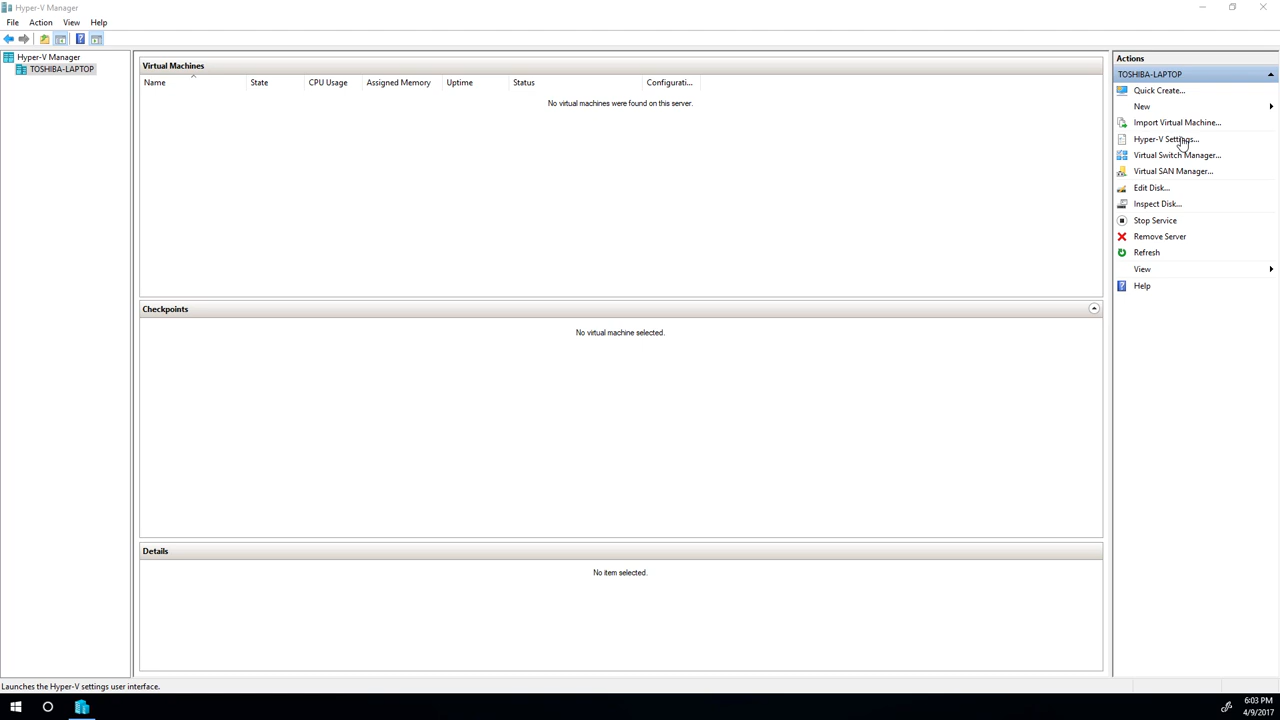 Hyper-V Manager
File Action View Help
Hyper-V Manager
TOSHIBA-LAPTOP
Virtual Machines
Name State CPU Usage Assigned Memory Uptime Status Configurati...
No virtual machines were found on this server.
Checkpoints
No virtual machine selected.
Details
No item selected.
Actions
TOSHIBA-LAPTOP
Quick Create...
New
Import Virtual Machine...
Hyper-V Settings...
Virtual Switch Manager...
Virtual SAN Manager...
Edit Disk...
Inspect Disk...
Stop Service
Remove Server
Refresh
View
Help
Launches the Hyper-V settings user interface.
6:03 PM
4/9/2017